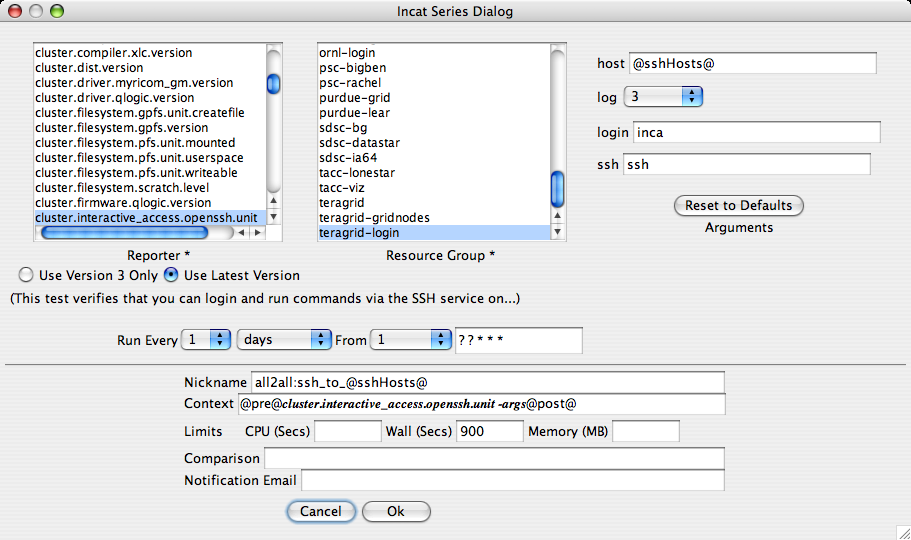 Incat Series Dialog
cluster.compiler.xlc.version
cluster.dist.version
cluster.driver.myricom_gm.version
cluster.driver.qlogic.version
cluster.filesystem.gpfs.unit.createfile
cluster.filesystem.gpfs.version
cluster.filesystem.pfs.unit.mounted
cluster.filesystem.pfs.unit.userspace
cluster.filesystem.pfs.unit.writeable
cluster.filesystem.scratch.level
cluster.firmware.qlogic.version
cluster.interactive_access.openssh.unit
Reporter *
ornl-login
psc-bigben
psc-rachel
purdue-grid
purdue-lear
sdsc-bg
sdsc-datastar
sdsc-ia64
tacc-lonestar
tacc-viz
teragrid
teragrid-gridnodes
teragrid-login
Resource Group *
host @sshHosts@
log 3
login inca
ssh ssh
Reset to Defaults
Arguments
Use Version 3 Only Use Latest Version
(This test verifies that you can login and run commands via the SSH service on...)
Run Every 1 days From 1 ? ? * * *
Nickname all2all:ssh_to_@sshHosts@
Context @pre@cluster.interactive_access.openssh.unit -args@post@
Limits CPU (Secs) Wall (Secs) 900 Memory (MB)
Comparison
Notification Email
Cancel Ok